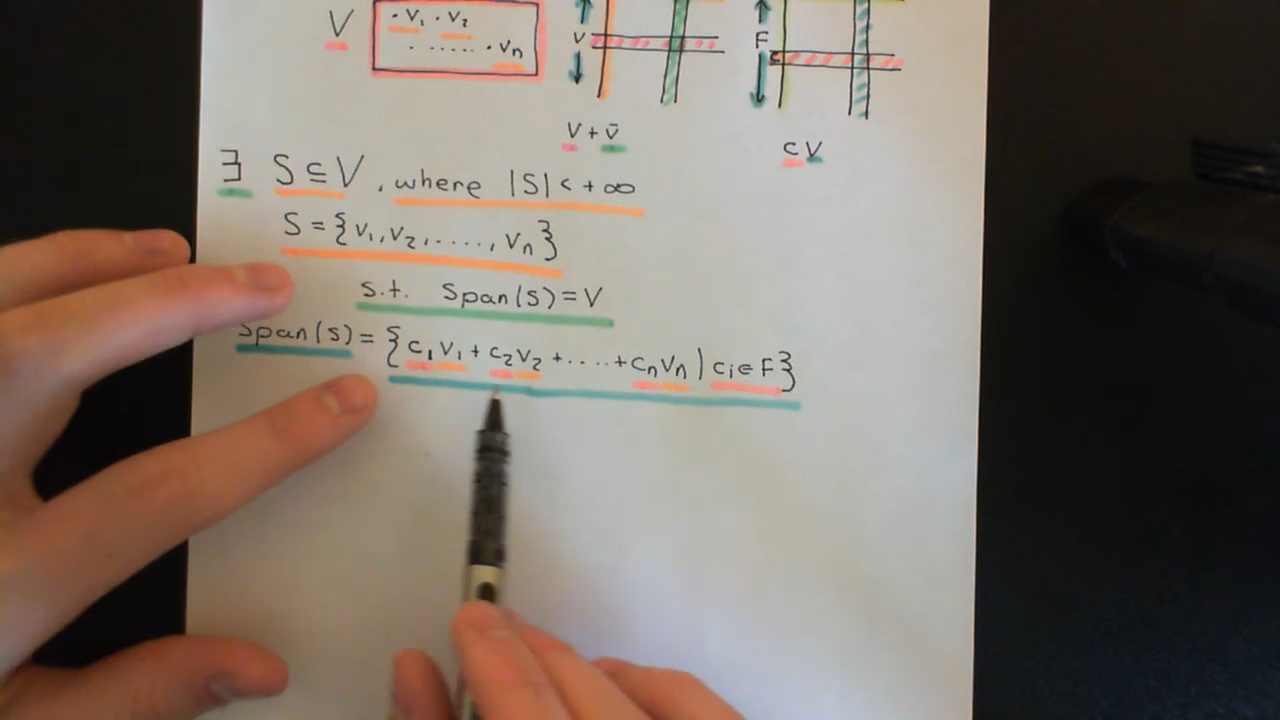 V · V₁ · V₂
· ..... · Vₙ
V
F
c
V + v̄
cV
∃ S ⊆ V, where |S| < +∞
S = {V₁, V₂, ....., Vₙ}
s.t. Span(S) = V
Span(S) = {c₁V₁ + c₂V₂ + .... + cₙVₙ | cᵢ ∈ F}